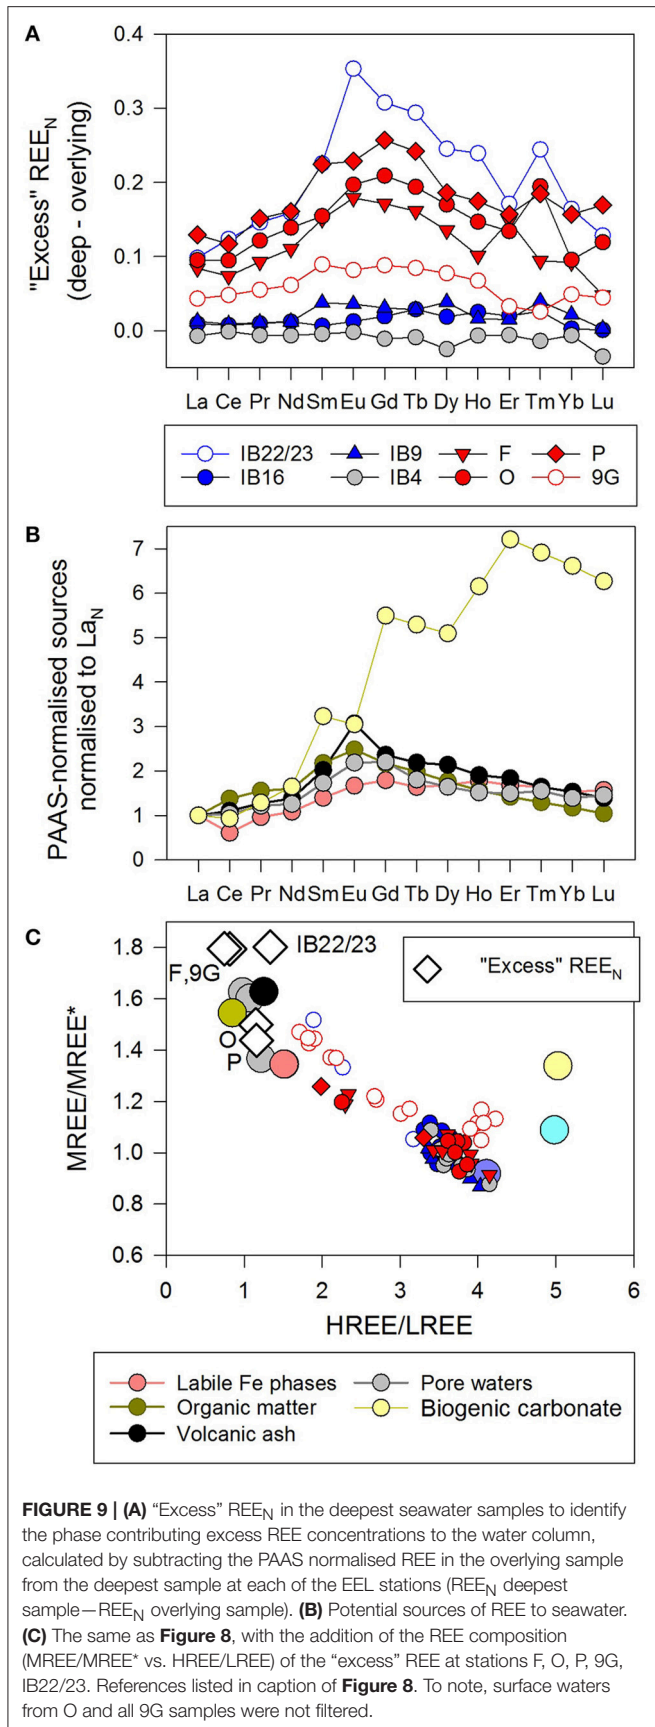 A
0.4
0.3
0.2
0.1
0.0
"Excess" REE_N
(deep - overlying)
La Ce Pr Nd Sm Eu Gd Tb Dy Ho Er Tm Yb Lu
IB22/23 IB9 F P
IB16 IB4 O 9G
B
7
6
5
4
3
2
1
0
PAAS-normalised sources
normalised to La_N
La Ce Pr Nd Sm Eu Gd Tb Dy Ho Er Tm Yb Lu
C
1.8
1.6
1.4
1.2
1.0
0.8
0.6
MREE/MREE*
IB22/23
"Excess" REE_N
F,9G
O
P
0 1 2 3 4 5 6
HREE/LREE
Labile Fe phases Pore waters
Organic matter Biogenic carbonate
Volcanic ash
FIGURE 9 | (A) “Excess” REE_N in the deepest seawater samples to identify
the phase contributing excess REE concentrations to the water column,
calculated by subtracting the PAAS normalised REE in the overlying sample
from the deepest sample at each of the EEL stations (REE_N deepest
sample—REE_N overlying sample). (B) Potential sources of REE to seawater.
(C) The same as Figure 8, with the addition of the REE composition
(MREE/MREE* vs. HREE/LREE) of the “excess” REE at stations F, O, P, 9G,
IB22/23. References listed in caption of Figure 8. To note, surface waters
from O and all 9G samples were not filtered.